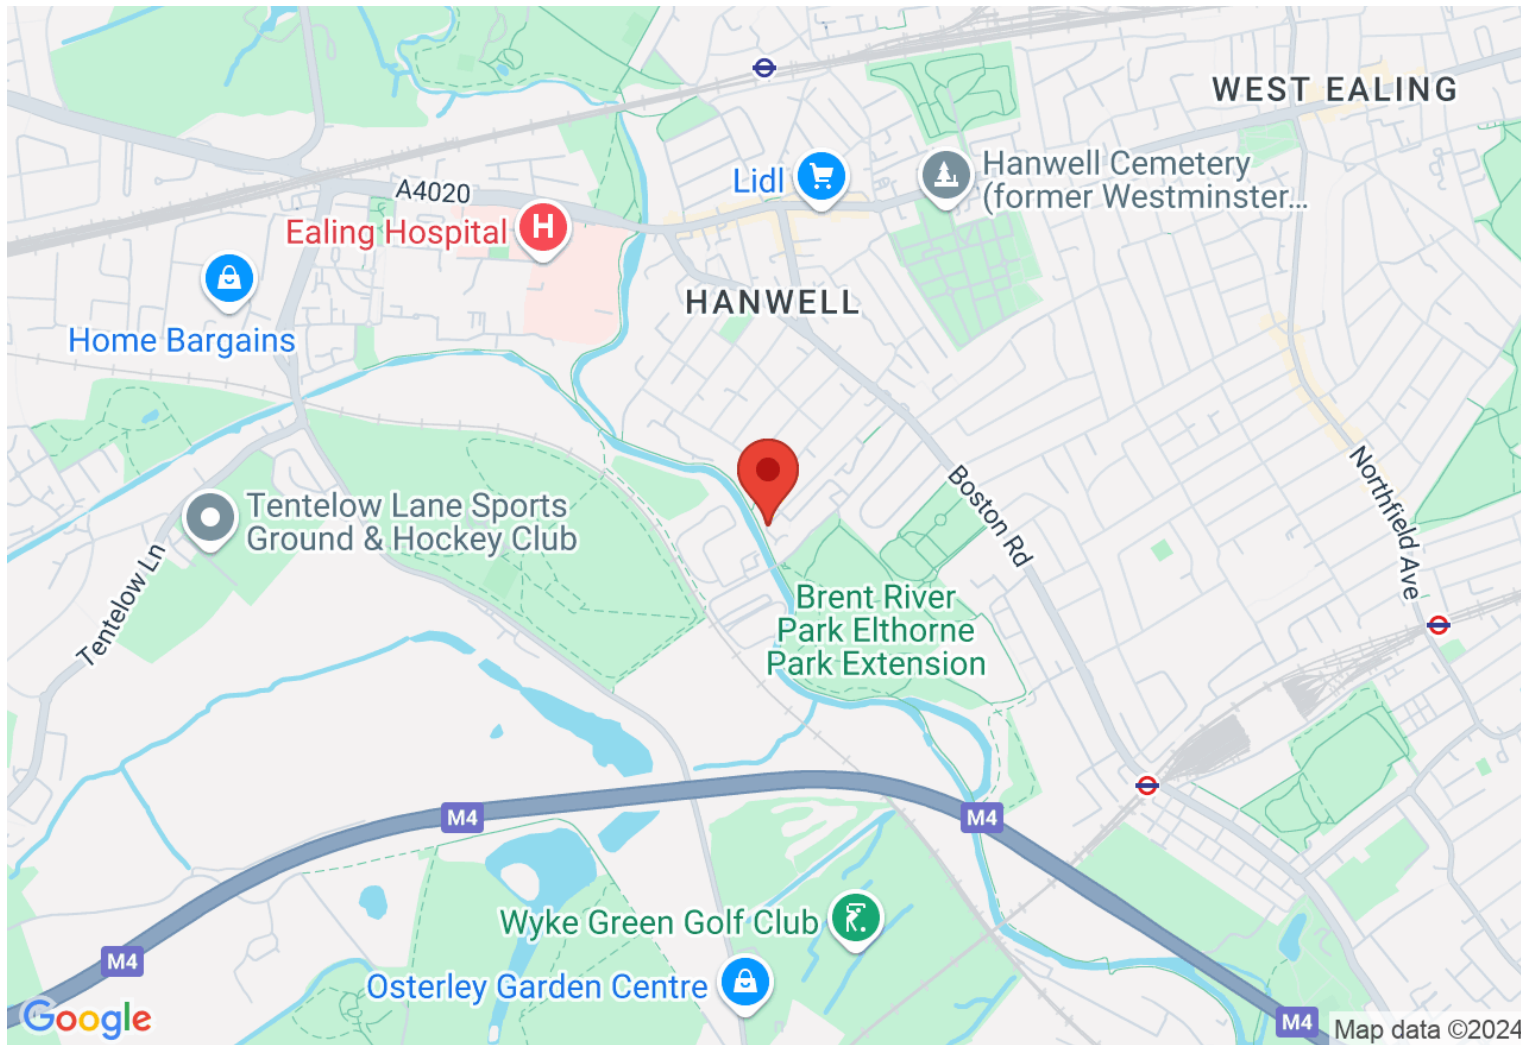 WEST EALING
Hanwell Cemetery
(former Westminster...
Lidl
A4020
Ealing Hospital
H
HANWELL
Home Bargains
Boston Rd
Northfield Ave
Tentelow Lane Sports
Ground & Hockey Club
Tentelow Ln
Brent River
Park Elthorne
Park Extension
M4
M4
Wyke Green Golf Club
M4
Osterley Garden Centre
Google
M4
Map data ©2024